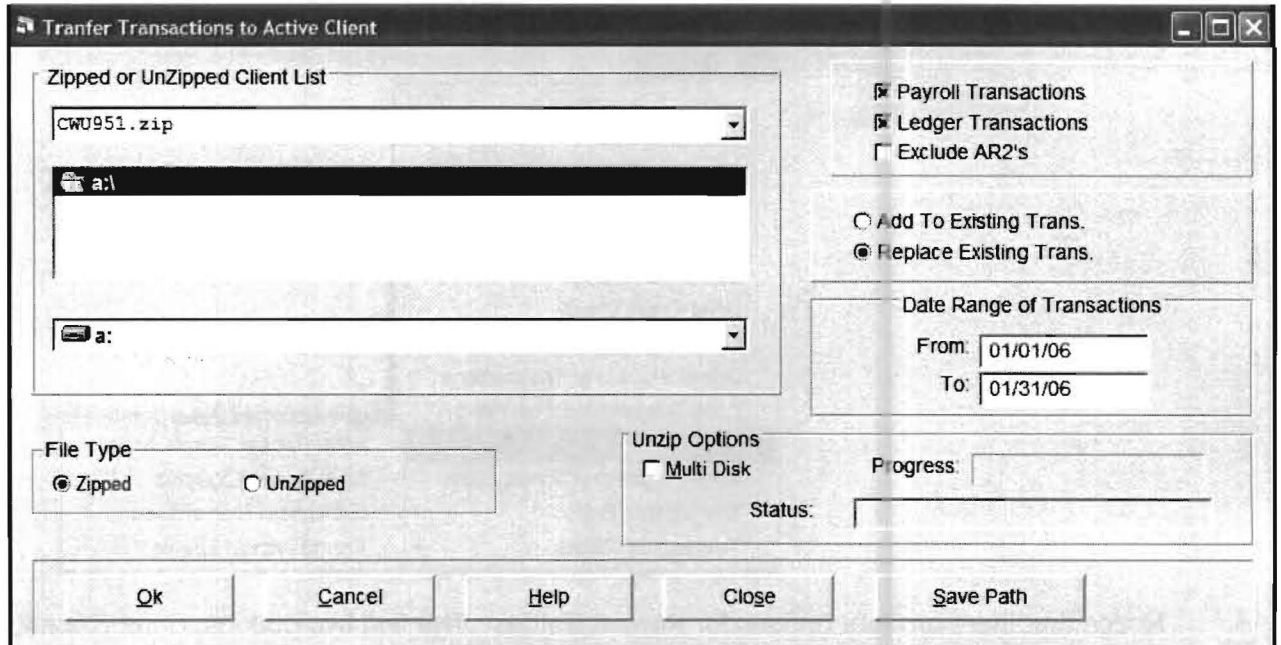 Tranfer Transactions to Active Client
Zipped or UnZipped Client List
CWU951.zip
a:\
a:
Payroll Transactions
Ledger Transactions
Exclude AR2's
Add To Existing Trans.
Replace Existing Trans.
Date Range of Transactions
From: 01/01/06
To: 01/31/06
File Type
Zipped
UnZipped
Unzip Options
Multi Disk
Progress:
Status:
Ok
Cancel
Help
Close
Save Path